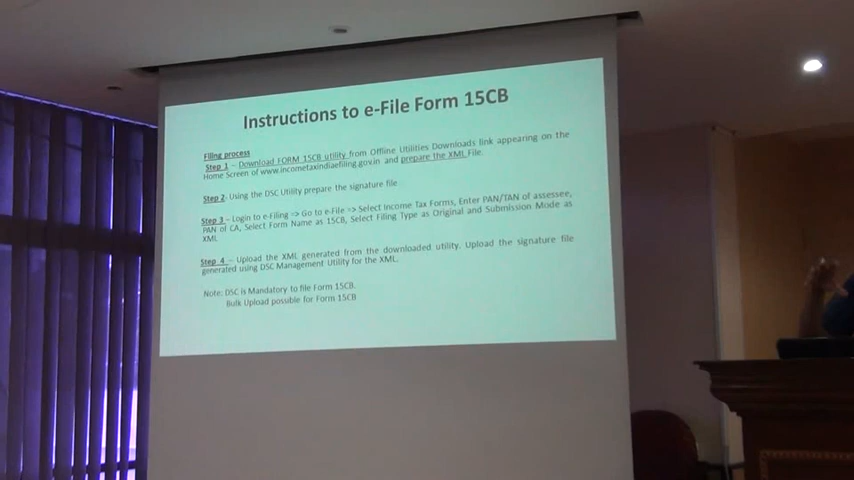 Instructions to e-File Form 15CB
Filing process
Step 1 – Download FORM 15CB utility from Offline Utilities Downloads link appearing on the
Home Screen of www.incometaxindiaefiling.gov.in and prepare the XML File.
Step 2- Using the DSC Utility prepare the signature file
Step 3 – Login to e-Filing => Go to e-File => Select Income Tax Forms, Enter PAN/TAN of assessee,
PAN of CA, Select Form Name as 15CB, Select Filing Type as Original and Submission Mode as
XML
Step 4 – Upload the XML generated from the downloaded utility. Upload the signature file
generated using DSC Management Utility for the XML.
Note: DSC is Mandatory to file Form 15CB.
Bulk Upload possible for Form 15CB